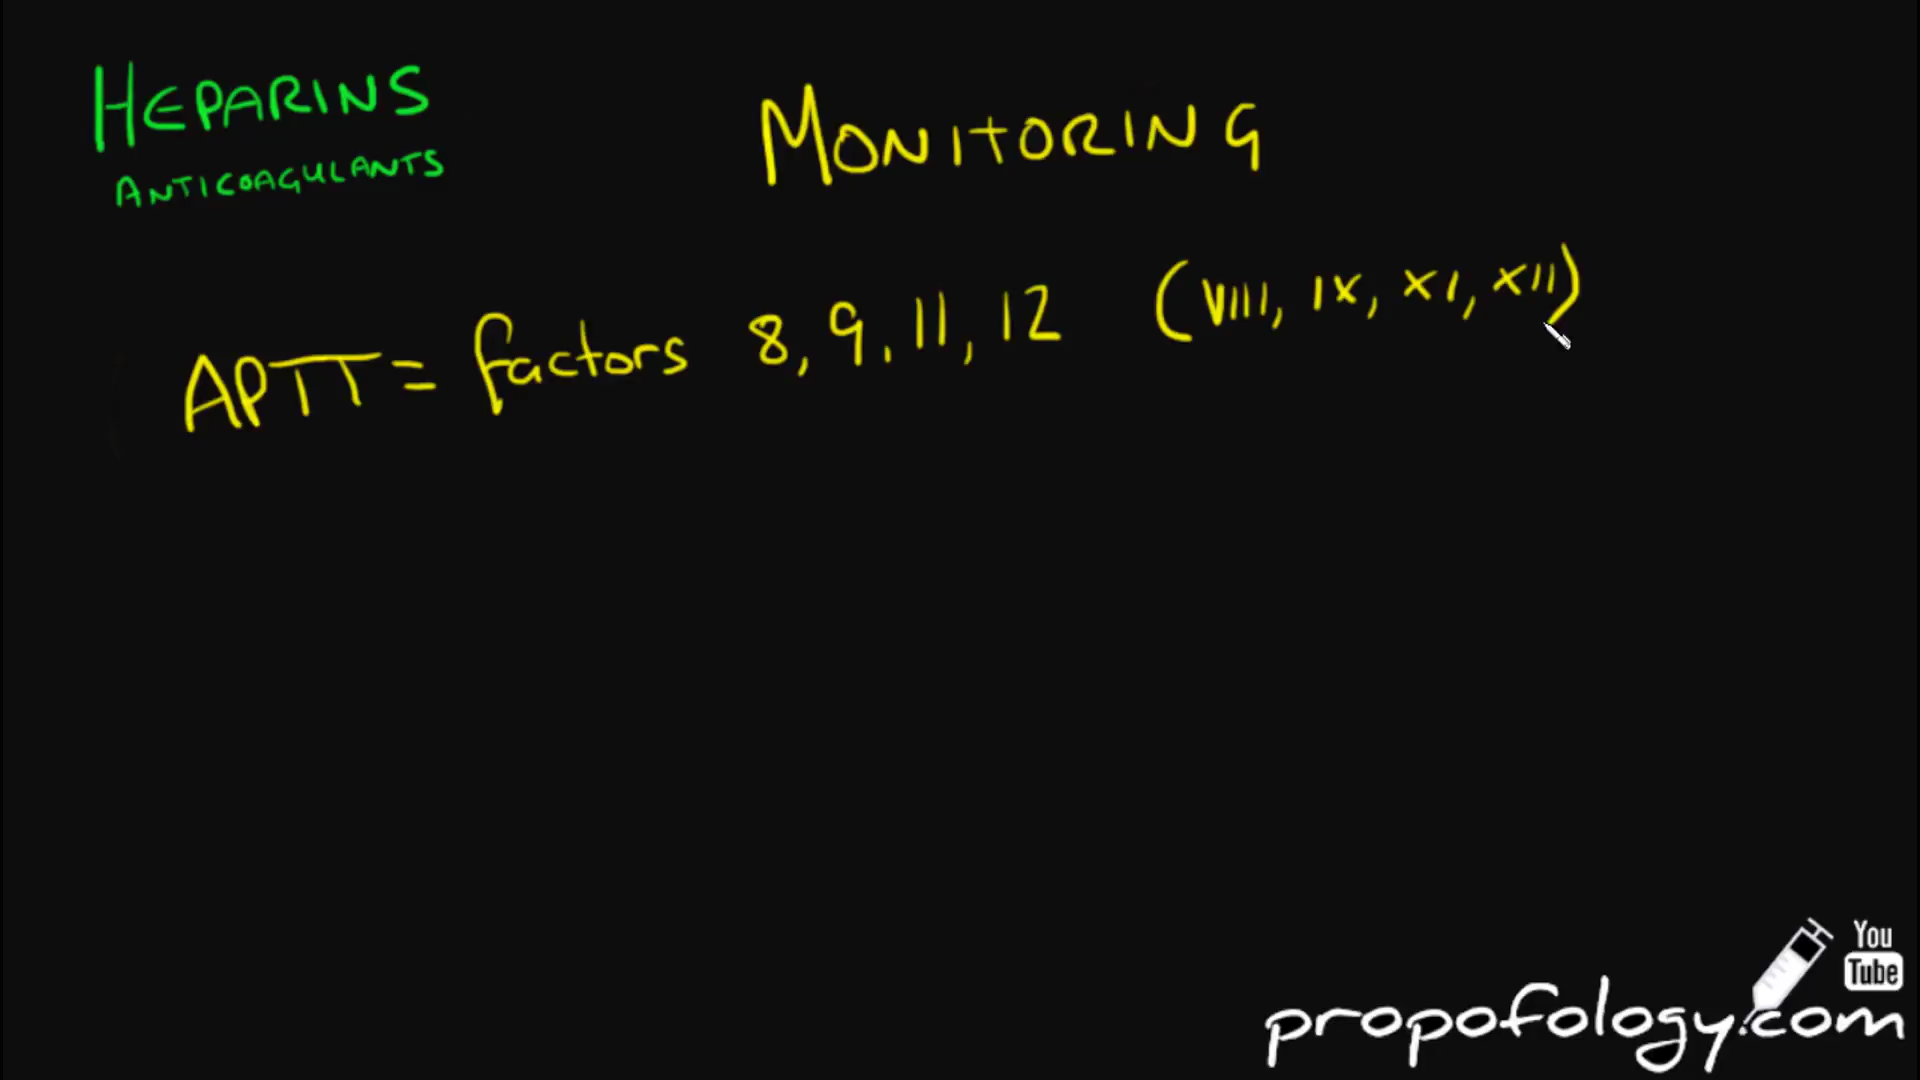 HEPARINS
ANTICOAGULANTS
MONITORING
APTT = factors 8, 9, 11, 12 (VIII, IX, XI, XII)
You
Tube
propofology.com